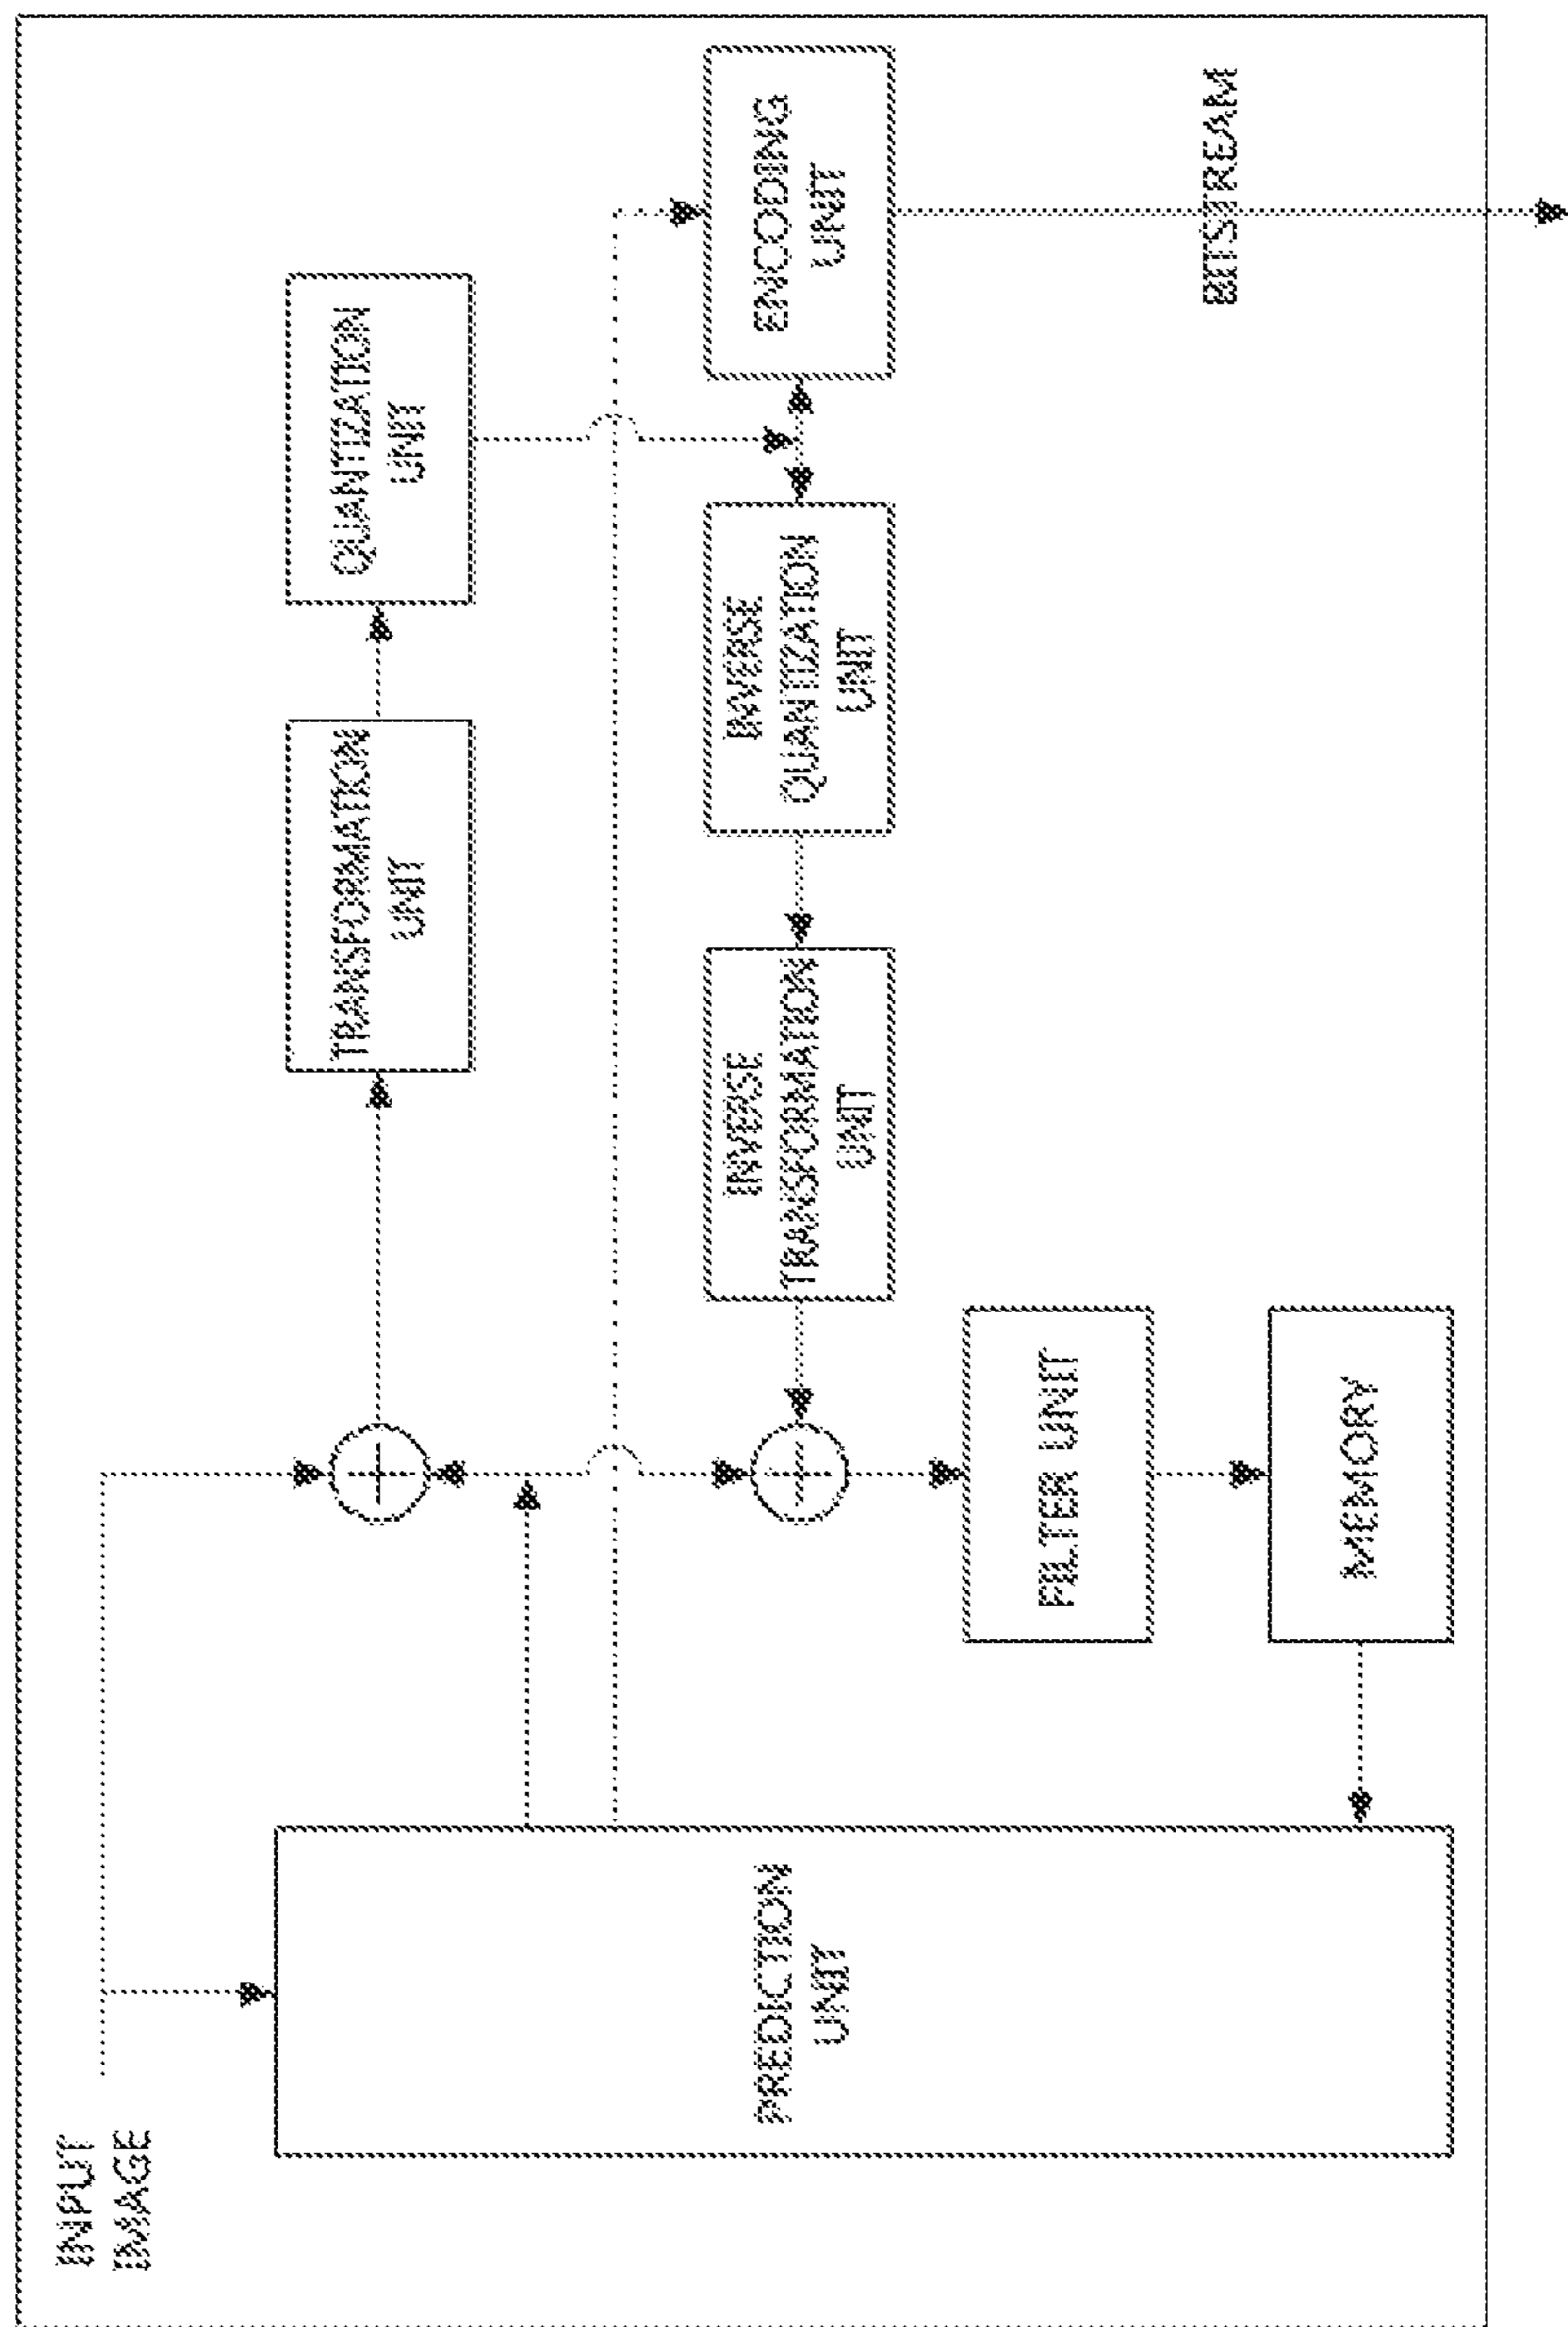 INPUT
IMAGE
PREDICTION
UNIT
TRANSFORMATION
UNIT
QUANTIZATION
UNIT
INVERSE
TRANSFORMATION
UNIT
INVERSE
QUANTIZATION
UNIT
ENCODING
UNIT
FILTER UNIT
MEMORY
BITSTREAM